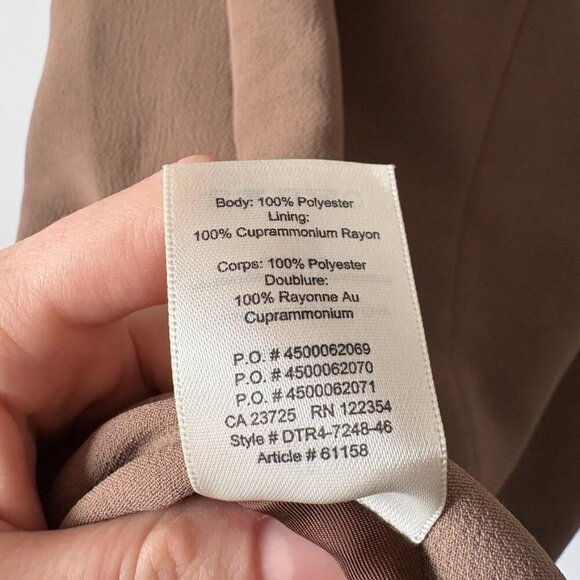 Body: 100% Polyester
Lining:
100% Cuprammonium Rayon
Corps: 100% Polyester
Doublure:
100% Rayonne Au
Cuprammonium
P.O. # 4500062069
P.O. # 4500062070
P.O. # 4500062071
CA 23725 RN 122354
Style # DTR4-7248-46
Article # 61158